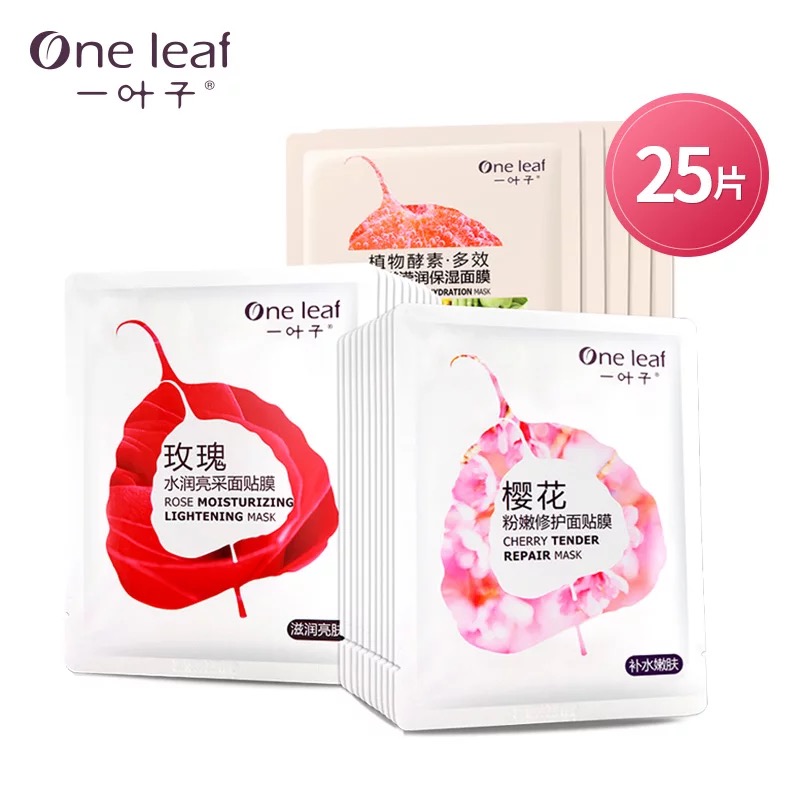 One leaf
一叶子®
25片
One leaf
一叶子®
植物酵素·多效
滋润保湿面膜
HYDRATION MASK
One leaf
一叶子®
玫瑰
水润亮采面贴膜
ROSE MOISTURIZING
LIGHTENING MASK
滋润亮肤
One leaf
一叶子®
樱花
粉嫩修护面贴膜
CHERRY TENDER
REPAIR MASK
补水嫩肤